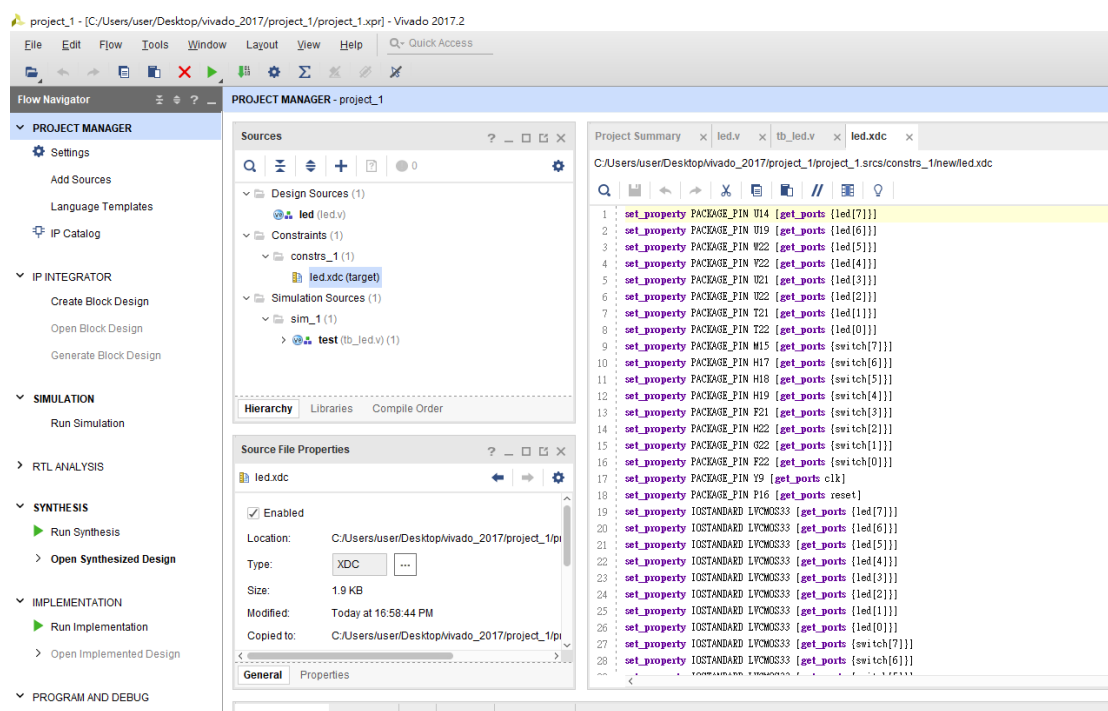 project_1 - [C:/Users/user/Desktop/vivado_2017/project_1/project_1.xpr] - Vivado 2017.2
File Edit Flow Tools Window Layout View Help Quick Access
Flow Navigator
PROJECT MANAGER - project_1
PROJECT MANAGER
Settings
Add Sources
Language Templates
IP Catalog
IP INTEGRATOR
Create Block Design
Open Block Design
Generate Block Design
SIMULATION
Run Simulation
RTL ANALYSIS
SYNTHESIS
Run Synthesis
Open Synthesized Design
IMPLEMENTATION
Run Implementation
Open Implemented Design
PROGRAM AND DEBUG
Sources
0
Design Sources (1)
led (led.v)
Constraints (1)
constrs_1 (1)
led.xdc (target)
Simulation Sources (1)
sim_1 (1)
test (tb_led.v) (1)
Hierarchy Libraries Compile Order
Source File Properties
led.xdc
Enabled
Location: C:/Users/user/Desktop/vivado_2017/project_1/p
Type: XDC ...
Size: 1.9 KB
Modified: Today at 16:58:44 PM
Copied to: C:/Users/user/Desktop/vivado_2017/project_1/p
General Properties
Project Summary led.v tb_led.v led.xdc
C:/Users/user/Desktop/vivado_2017/project_1/project_1.srcs/constrs_1/new/led.xdc
1 set_property PACKAGE_PIN U14 [get_ports {led[7]}]
2 set_property PACKAGE_PIN U19 [get_ports {led[6]}]
3 set_property PACKAGE_PIN W22 [get_ports {led[5]}]
4 set_property PACKAGE_PIN V22 [get_ports {led[4]}]
5 set_property PACKAGE_PIN U21 [get_ports {led[3]}]
6 set_property PACKAGE_PIN U22 [get_ports {led[2]}]
7 set_property PACKAGE_PIN T21 [get_ports {led[1]}]
8 set_property PACKAGE_PIN T22 [get_ports {led[0]}]
9 set_property PACKAGE_PIN M15 [get_ports {switch[7]}]
10 set_property PACKAGE_PIN H17 [get_ports {switch[6]}]
11 set_property PACKAGE_PIN H18 [get_ports {switch[5]}]
12 set_property PACKAGE_PIN H19 [get_ports {switch[4]}]
13 set_property PACKAGE_PIN F21 [get_ports {switch[3]}]
14 set_property PACKAGE_PIN H22 [get_ports {switch[2]}]
15 set_property PACKAGE_PIN G22 [get_ports {switch[1]}]
16 set_property PACKAGE_PIN F22 [get_ports {switch[0]}]
17 set_property PACKAGE_PIN Y9 [get_ports clk]
18 set_property PACKAGE_PIN P16 [get_ports reset]
19 set_property IOSTANDARD LVCMOS33 [get_ports {led[7]}]
20 set_property IOSTANDARD LVCMOS33 [get_ports {led[6]}]
21 set_property IOSTANDARD LVCMOS33 [get_ports {led[5]}]
22 set_property IOSTANDARD LVCMOS33 [get_ports {led[4]}]
23 set_property IOSTANDARD LVCMOS33 [get_ports {led[3]}]
24 set_property IOSTANDARD LVCMOS33 [get_ports {led[2]}]
25 set_property IOSTANDARD LVCMOS33 [get_ports {led[1]}]
26 set_property IOSTANDARD LVCMOS33 [get_ports {led[0]}]
27 set_property IOSTANDARD LVCMOS33 [get_ports {switch[7]}]
28 set_property IOSTANDARD LVCMOS33 [get_ports {switch[6]}]